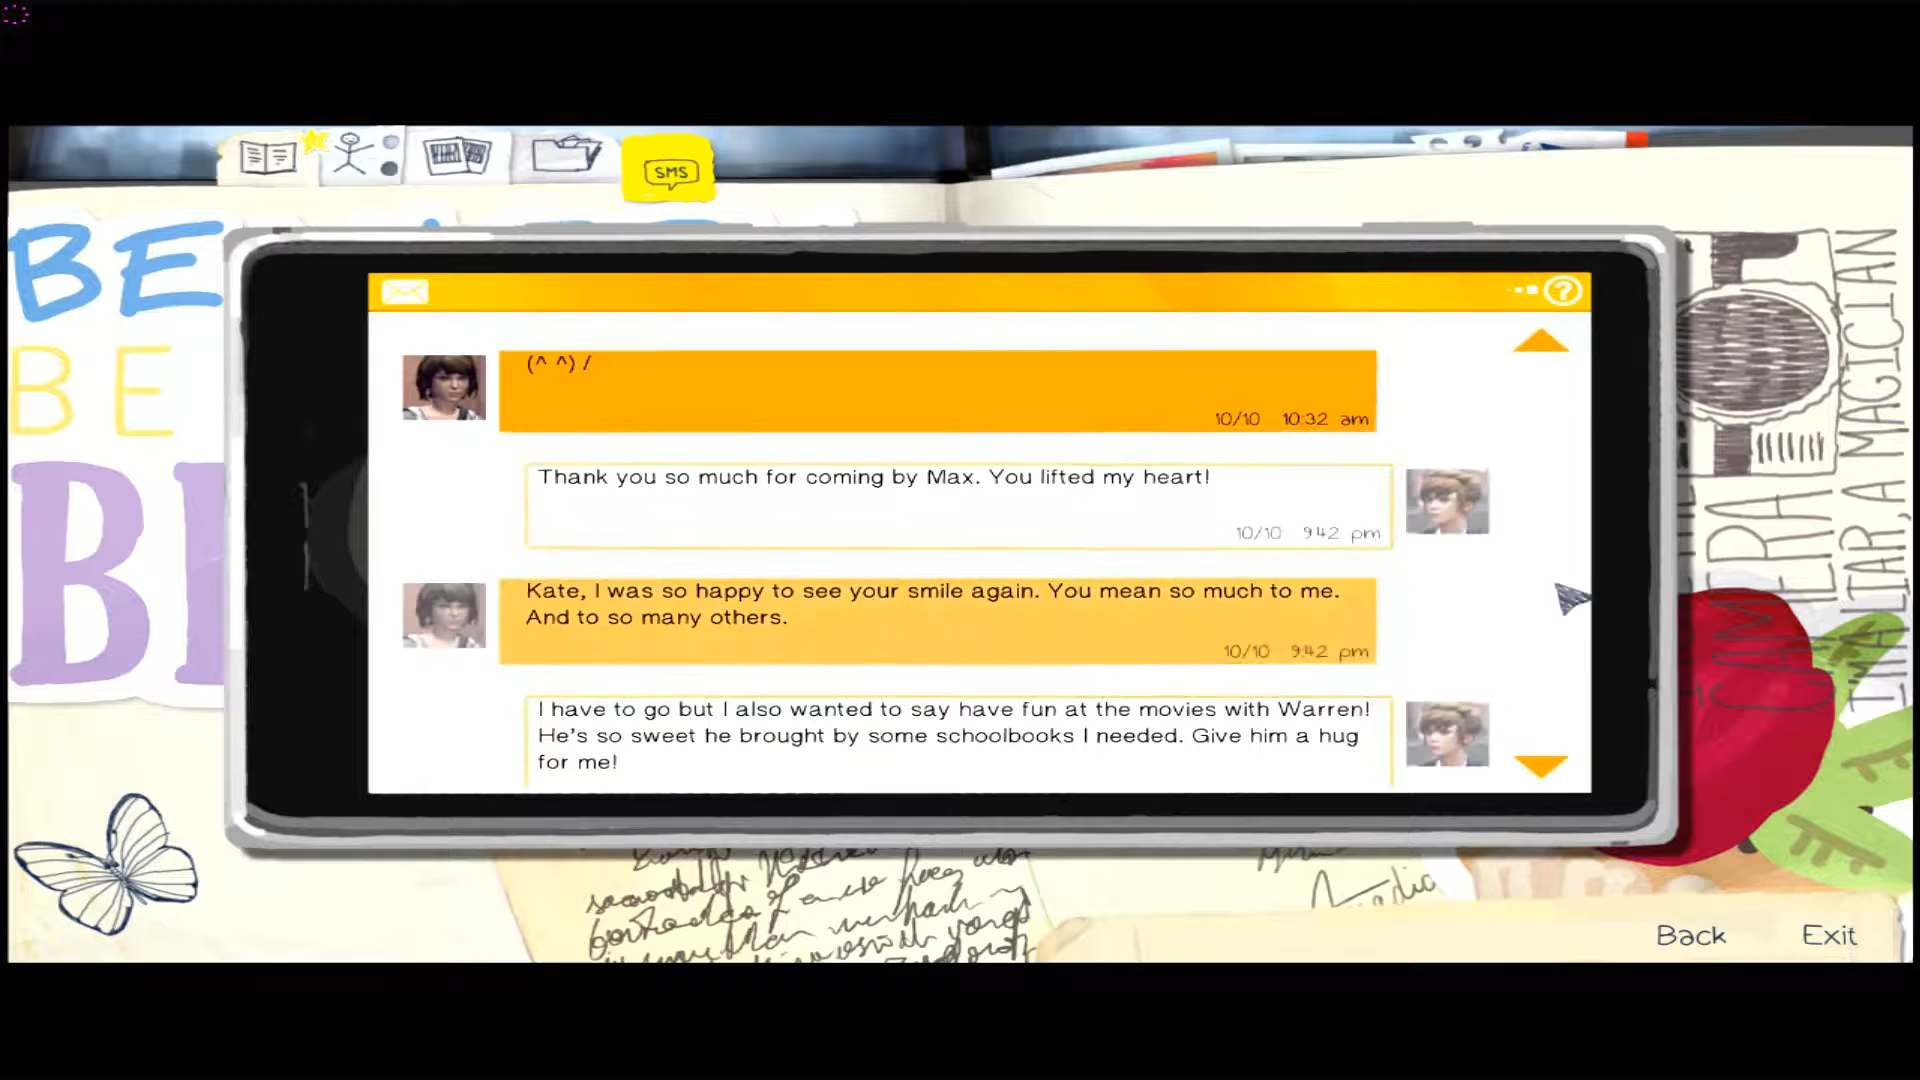 SMS
BE
BE
(^ ^) /
10/10 10:32 am
Thank you so much for coming by Max. You lifted my heart!
10/10 9:42 pm
Kate, I was so happy to see your smile again. You mean so much to me.
And to so many others.
10/10 9:42 pm
I have to go but I also wanted to say have fun at the movies with Warren!
He's so sweet he brought by some schoolbooks I needed. Give him a hug
for me!
Back
Exit